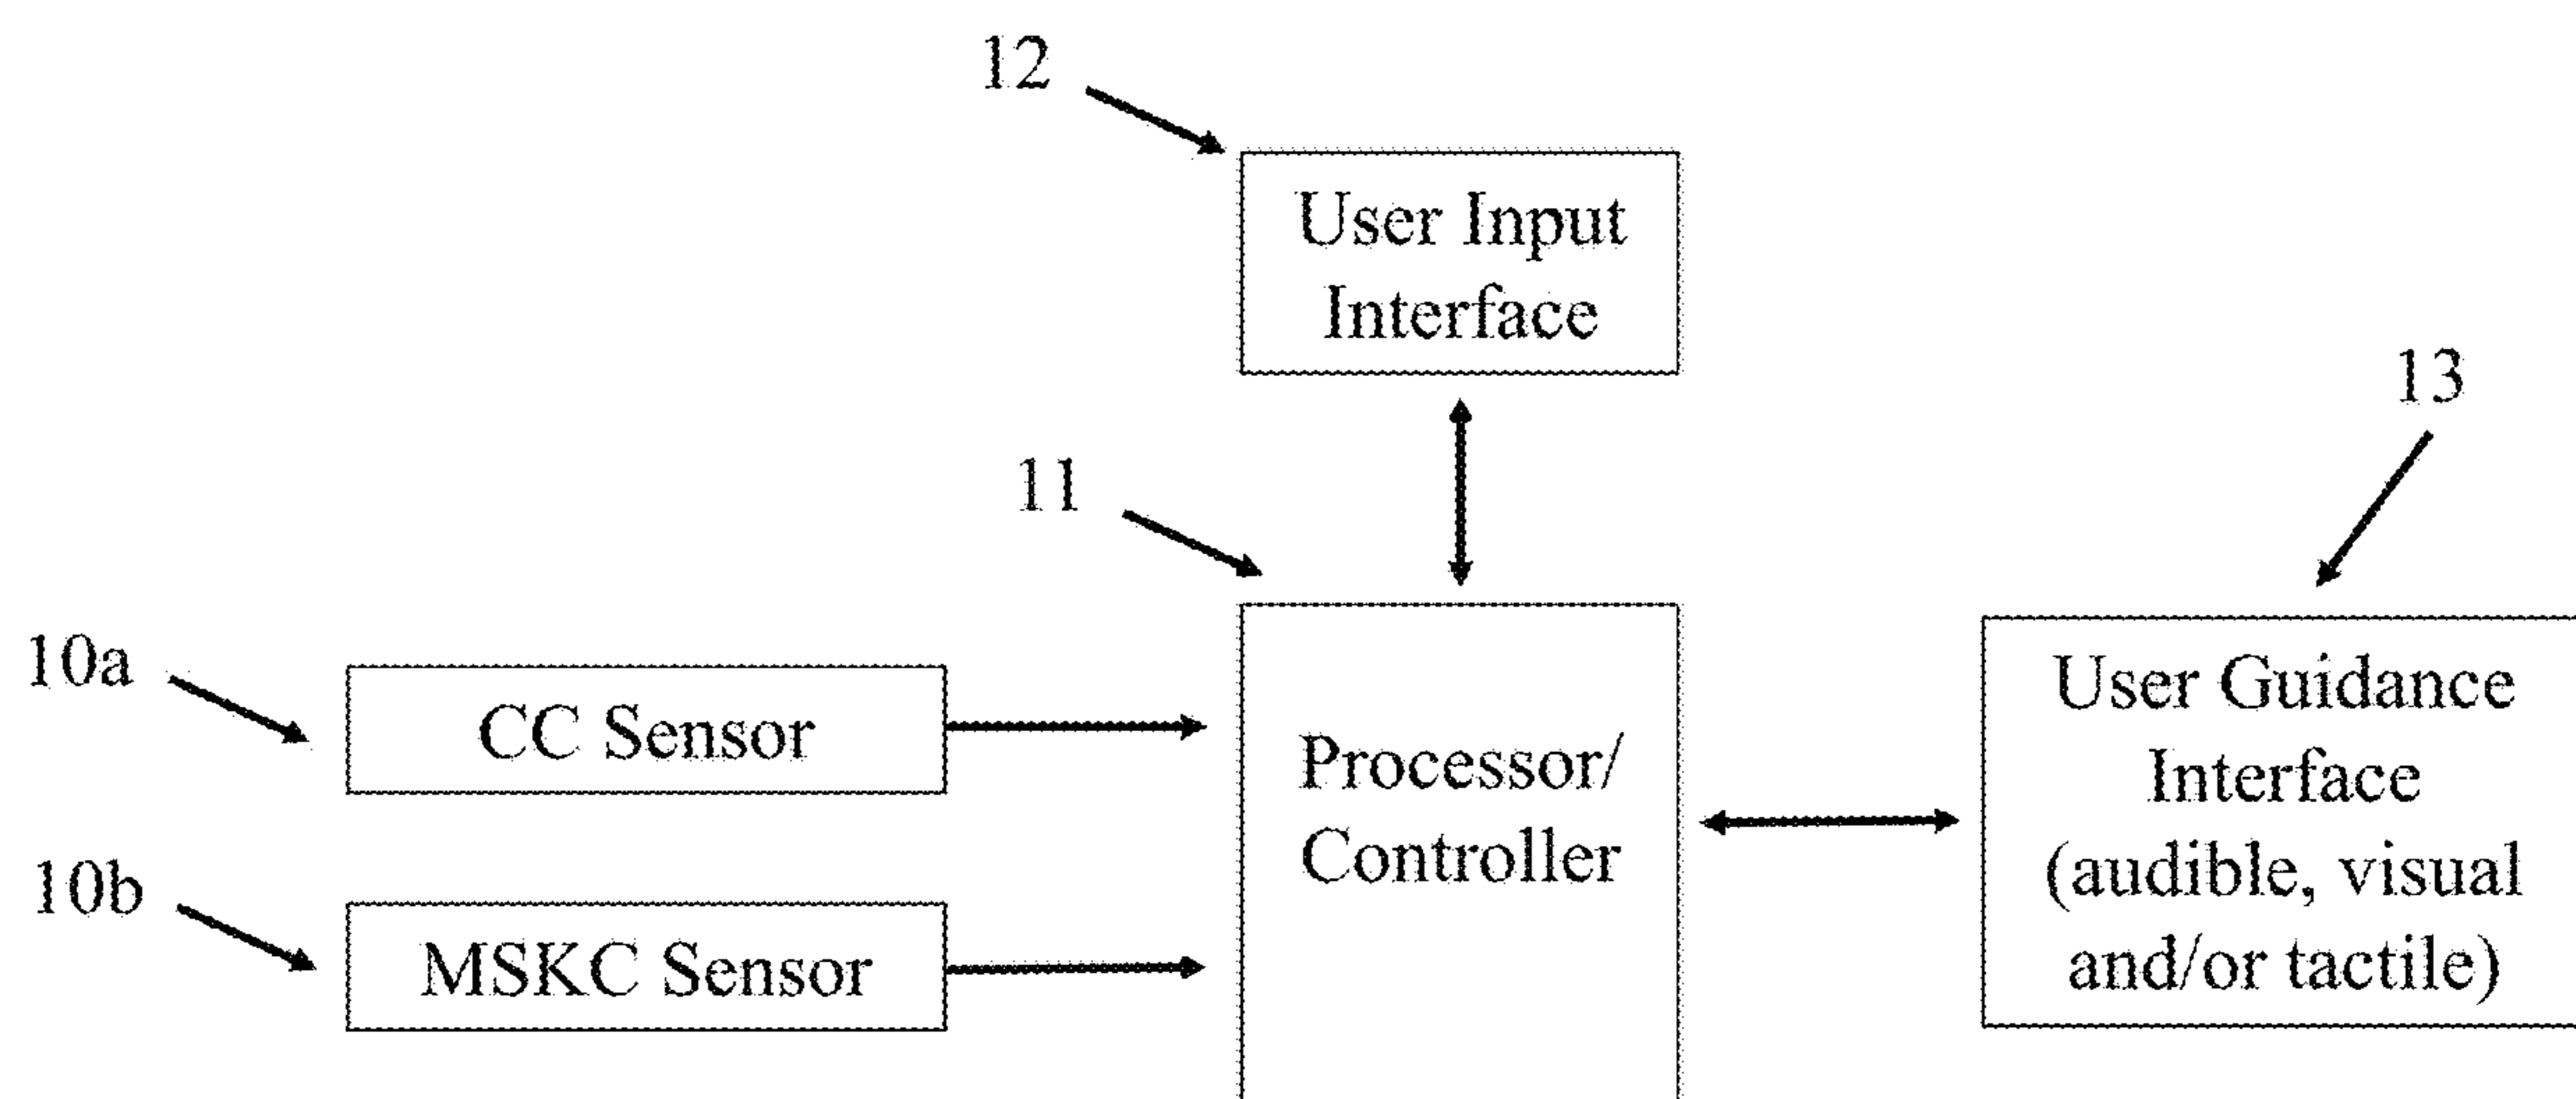 12
User Input
Interface
13
11
10a
CC Sensor
Processor/
Controller
User Guidance
Interface
(audible, visual
and/or tactile)
10b
MSKC Sensor